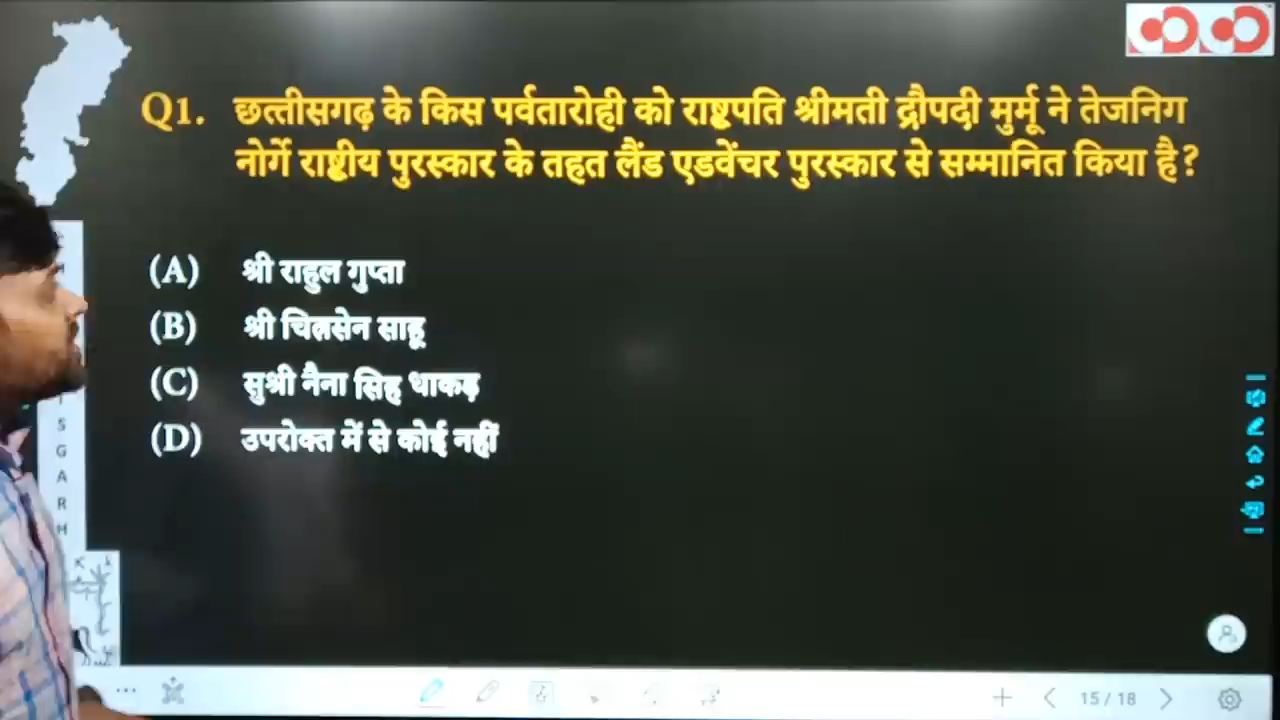 Q1. छत्तीसगढ़ के किस पर्वतारोही को राष्ट्रपति श्रीमती द्रौपदी मुर्मू ने तेजनिग
नोर्गे राष्ट्रीय पुरस्कार के तहत लैंड एडवेंचर पुरस्कार से सम्मानित किया है?
(A) श्री राहुल गुप्ता
(B) श्री चित्रसेन साहू
(C) सुश्री नैना सिह धाकड़
(D) उपरोक्त में से कोई नहीं
S
G
A
R
H
15 / 18